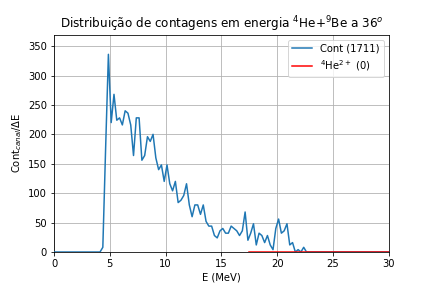 Distribuição de contagens em energia ⁴He+⁹Be a 36ᵒ
Cont (1711)
⁴He²⁺ (0)
Cont_canal/ΔE
350
300
250
200
150
100
50
0
0 5 10 15 20 25 30
E (MeV)